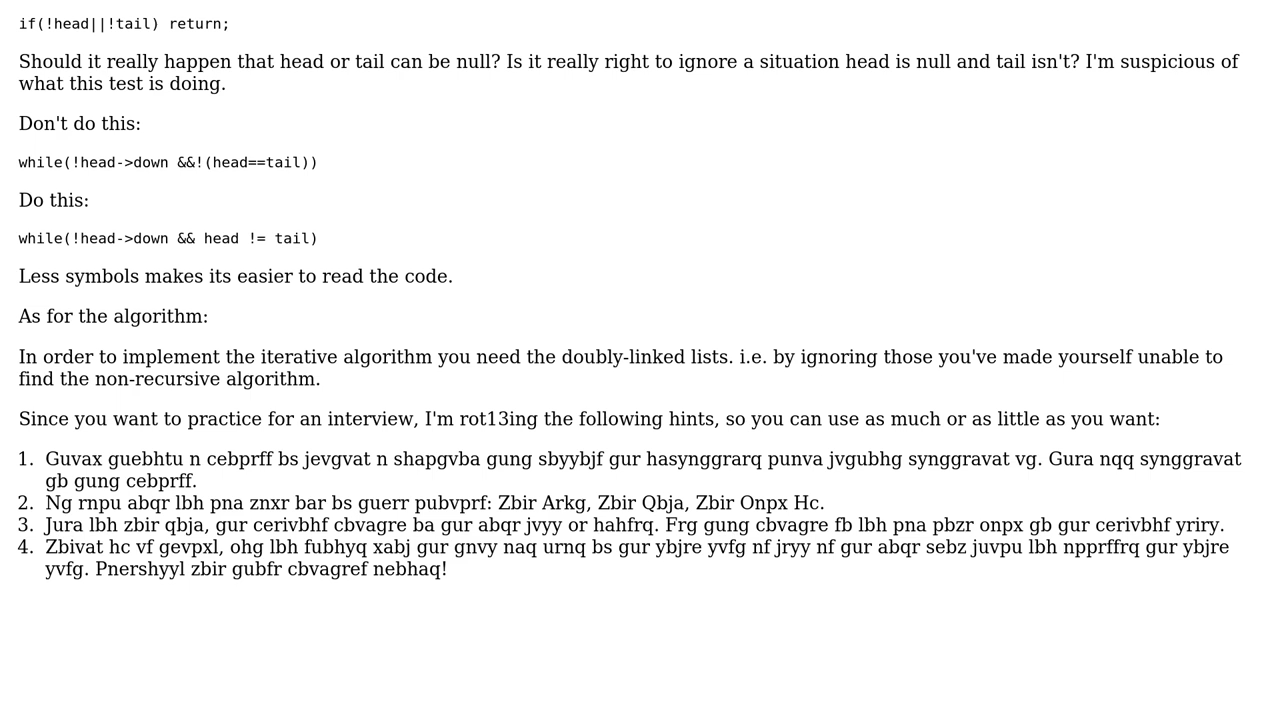 if(!head||!tail) return;
Should it really happen that head or tail can be null? Is it really right to ignore a situation head is null and tail isn't? I'm suspicious of
what this test is doing.
Don't do this:
while(!head->down &&!(head==tail))
Do this:
while(!head->down && head != tail)
Less symbols makes its easier to read the code.
As for the algorithm:
In order to implement the iterative algorithm you need the doubly-linked lists. i.e. by ignoring those you've made yourself unable to
find the non-recursive algorithm.
Since you want to practice for an interview, I'm rot13ing the following hints, so you can use as much or as little as you want:
1. Guvax guebhtu n cebprff bs jevgvat n shapgvba gung sbyybjf gur hasynggrarq punva jvgubhg synggravat vg. Gura nqq synggravat
gb gung cebprff.
2. Ng rnpu abqr lbh pna znxr bar bs guerr pubvprf: Zbir Arkg, Zbir Qbja, Zbir Onpx Hc.
3. Jura lbh zbir qbja, gur cerivbhf cbvagre ba gur abqr jvyy or hahfrq. Frg gung cbvagre fb lbh pna pbzr onpx gb gur cerivbhf yriry.
4. Zbivat hc vf gevpxl, ohg lbh fubhyq xabj gur gnvy naq urnq bs gur ybjre yvfg nf jryy nf gur abqr sebz juvpu lbh npprffrq gur ybjre
yvfg. Pnershyyl zbir gubfr cbvagref nebhaq!